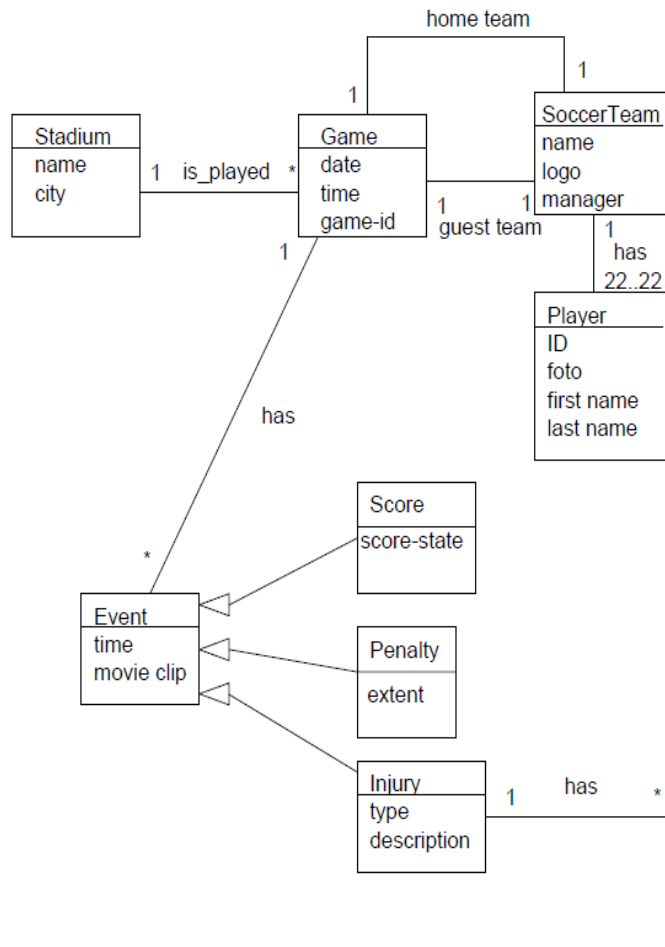 home team
1
1
Stadium
name
city
1
is_played
*
Game
date
time
game-id
SoccerTeam
name
logo
manager
1
1
guest team
1
has
22..22
1
Player
ID
foto
first name
last name
has
*
Score
score-state
Event
time
movie clip
Penalty
extent
Injury
type
description
1
has
*